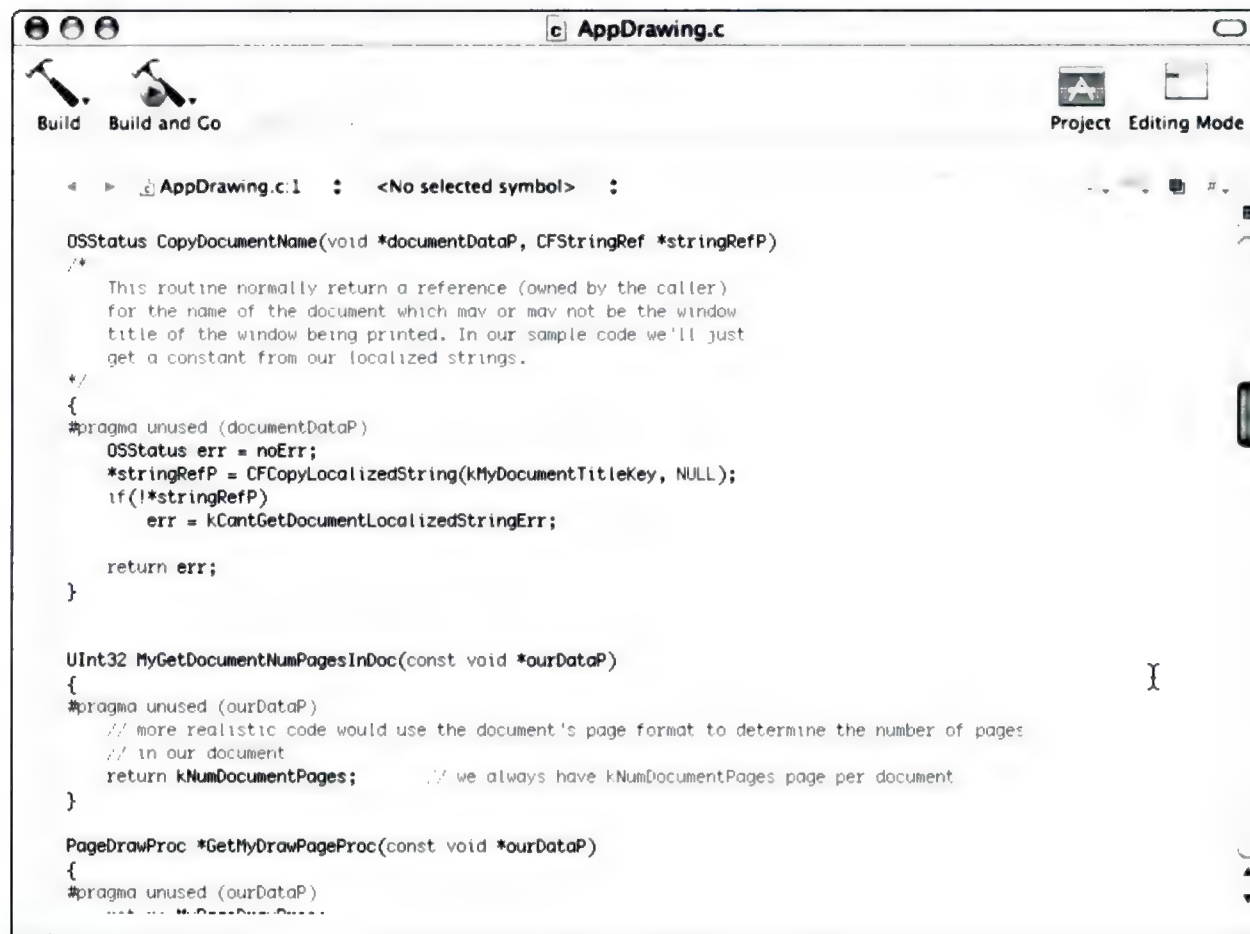 AppDrawing.c
Build Build and Go Project Editing Mode
AppDrawing.c:1 <No selected symbol>
OSStatus CopyDocumentName(void *documentDataP, CFStringRef *stringRefP)
/*
This routine normally return a reference (owned by the caller)
for the name of the document which may or may not be the window
title of the window being printed. In our sample code we'll just
get a constant from our localized strings.
*/
{
#pragma unused (documentDataP)
OSStatus err = noErr;
*stringRefP = CFCopyLocalizedString(kMyDocumentTitleKey, NULL);
if(!*stringRefP)
err = kCantGetDocumentLocalizedStringErr;
return err;
}
UInt32 MyGetDocumentNumPagesInDoc(const void *ourDataP)
{
#pragma unused (ourDataP)
// more realistic code would use the document's page format to determine the number of pages
// in our document
return kNumDocumentPages; // we always have kNumDocumentPages page per document
}
PageDrawProc *GetMyDrawPageProc(const void *ourDataP)
{
#pragma unused (ourDataP)